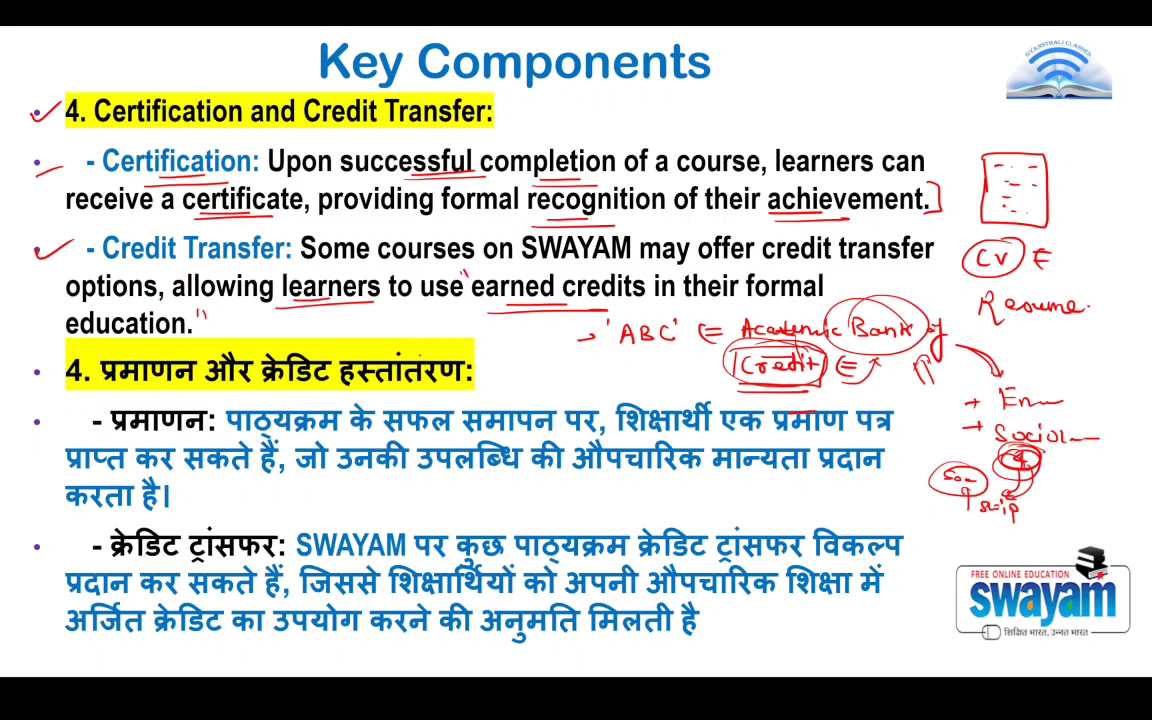 Key Components
GYANSTHALI CLASSES
• 4. Certification and Credit Transfer:
• - Certification: Upon successful completion of a course, learners can
receive a certificate, providing formal recognition of their achievement.
• - Credit Transfer: Some courses on SWAYAM may offer credit transfer
options, allowing learners to use earned credits in their formal
education.
CV
Resume.
'ABC' Academic Bank of
Credit
• 4. प्रमाणन और क्रेडिट हस्तांतरण:
• - प्रमाणन: पाठ्यक्रम के सफल समापन पर, शिक्षार्थी एक प्रमाण पत्र
प्राप्त कर सकते हैं, जो उनकी उपलब्धि की औपचारिक मान्यता प्रदान
करता है।
• - क्रेडिट ट्रांसफर: SWAYAM पर कुछ पाठ्यक्रम क्रेडिट ट्रांसफर विकल्प
प्रदान कर सकते हैं, जिससे शिक्षार्थियों को अपनी औपचारिक शिक्षा में
अर्जित क्रेडिट का उपयोग करने की अनुमति मिलती है
FREE ONLINE EDUCATION
swayam
शिक्षित भारत, उन्नत भारत